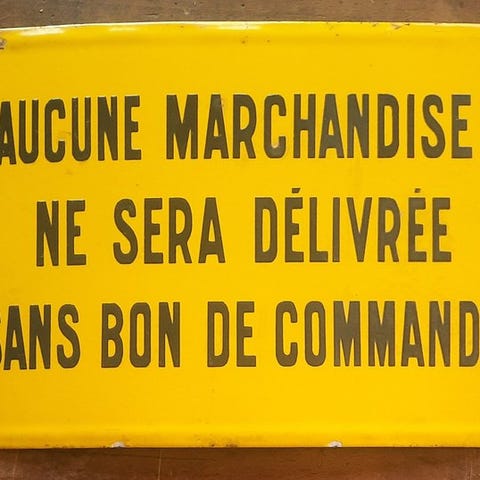 AUCUNE MARCHANDISE
NE SERA DÉLIVRÉE
SANS BON DE COMMAND